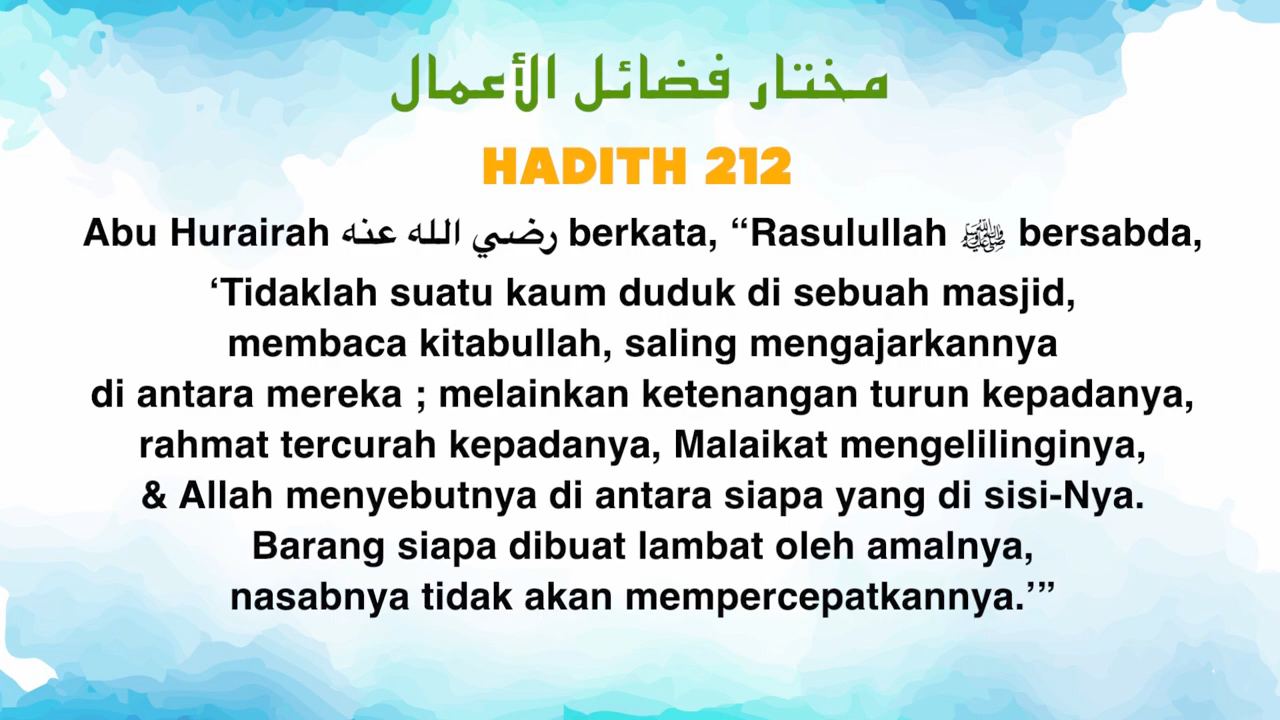 مختار فضائل الأعمال
HADITH 212
Abu Hurairah رضي الله عنه berkata, “Rasulullah ﷺ bersabda,
‘Tidaklah suatu kaum duduk di sebuah masjid,
membaca kitabullah, saling mengajarkannya
di antara mereka ; melainkan ketenangan turun kepadanya,
rahmat tercurah kepadanya, Malaikat mengelilinginya,
& Allah menyebutnya di antara siapa yang di sisi-Nya.
Barang siapa dibuat lambat oleh amalnya,
nasabnya tidak akan mempercepatkannya.’”